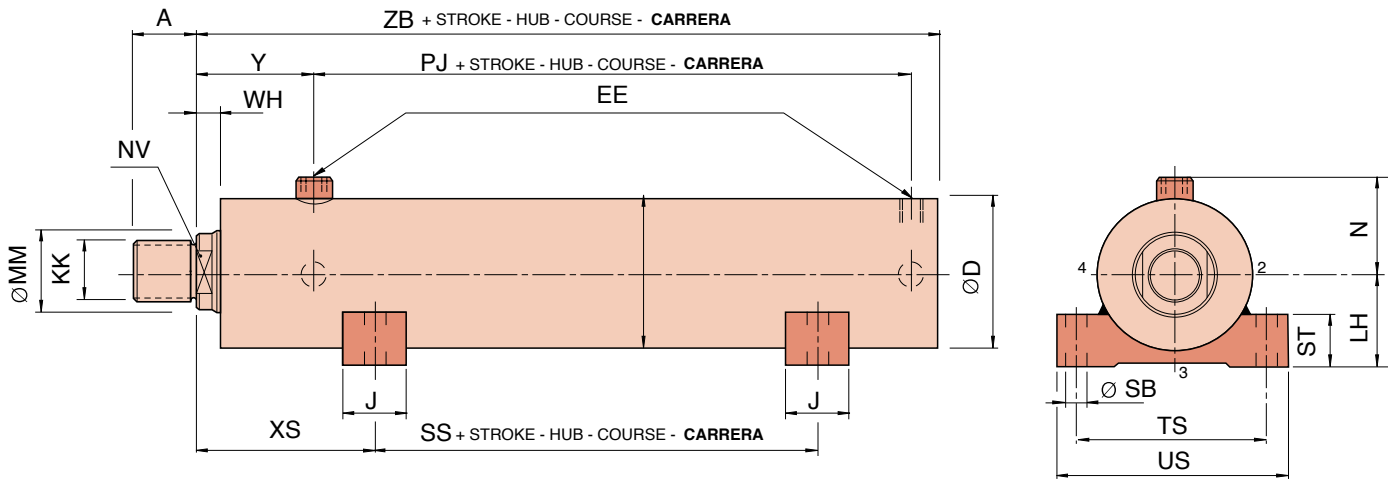 A
ZB + STROKE - HUB - COURSE - CARRERA
Y
PJ + STROKE - HUB - COURSE - CARRERA
WH
EE
NV
ØMM
KK
ØD
J
J
XS
SS + STROKE - HUB - COURSE - CARRERA
N
4
2
ST
LH
3
Ø SB
TS
US